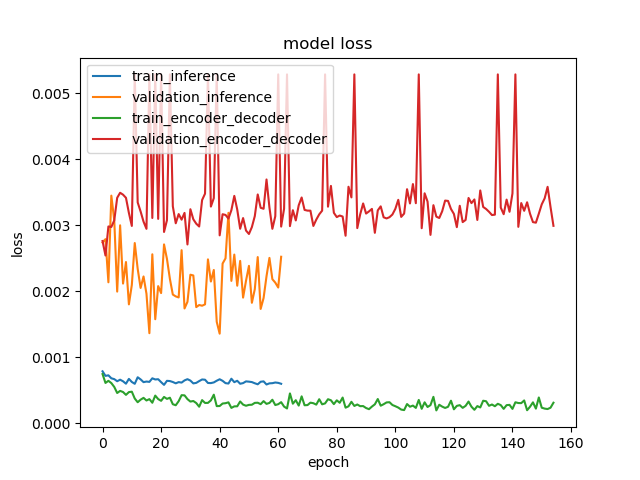 model loss
train_inference
validation_inference
train_encoder_decoder
validation_encoder_decoder
loss
0.005
0.004
0.003
0.002
0.001
0.000
0 20 40 60 80 100 120 140 160
epoch